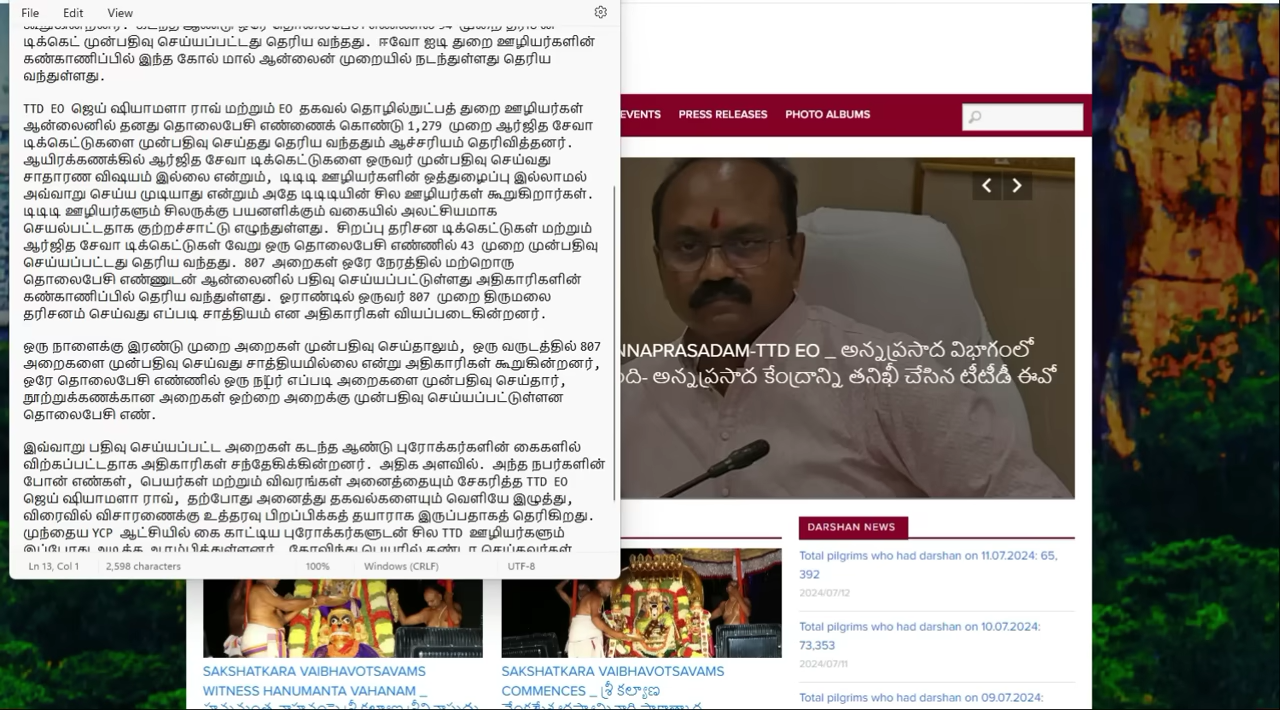 File Edit View
டிக்கெட் முன்பதிவு செய்யப்பட்டது தெரிய வந்தது. ஈவோ ஐடி துறை ஊழியர்களின்
கண்காணிப்பில் இந்த கோல் மால் ஆன்லைன் முறையில் நடந்துள்ளது தெரிய
வந்துள்ளது.
TTD EO ஜெய் ஷியாமளா ராவ் மற்றும் EO தகவல் தொழில்நுட்பத் துறை ஊழியர்கள்
ஆன்லைனில் தனது தொலைபேசி எண்ணைக் கொண்டு 1,279 முறை ஆர்ஜித சேவா
டிக்கெட்டுகளை முன்பதிவு செய்தது தெரிய வந்ததும் ஆச்சரியம் தெரிவித்தனர்.
ஆயிரக்கணக்கில் ஆர்ஜித சேவா டிக்கெட்டுகளை ஒருவர் முன்பதிவு செய்வது
சாதாரண விஷயம் இல்லை என்றும், டிடிடி ஊழியர்களின் ஒத்துழைப்பு இல்லாமல்
அவ்வாறு செய்ய முடியாது என்றும் அதே டிடிடியின் சில ஊழியர்கள் கூறுகிறார்கள்.
டிடிடி ஊழியர்களும் சிலருக்கு பயனளிக்கும் வகையில் அலட்சியமாக
செயல்பட்டதாக குற்றச்சாட்டு எழுந்துள்ளது. சிறப்பு தரிசன டிக்கெட்டுகள் மற்றும்
ஆர்ஜித சேவா டிக்கெட்டுகள் வேறு ஒரு தொலைபேசி எண்ணில் 43 முறை முன்பதிவு
செய்யப்பட்டது தெரிய வந்தது. 807 அறைகள் ஒரே நேரத்தில் மற்றொரு
தொலைபேசி எண்ணுடன் ஆன்லைனில் பதிவு செய்யப்பட்டுள்ளது அதிகாரிகளின்
கண்காணிப்பில் தெரிய வந்துள்ளது. ஓராண்டில் ஒருவர் 807 முறை திருமலை
தரிசனம் செய்வது எப்படி சாத்தியம் என அதிகாரிகள் வியப்படைகின்றனர்.
ஒரு நாளைக்கு இரண்டு முறை அறைகள் முன்பதிவு செய்தாலும், ஒரு வருடத்தில் 807
அறைகளை முன்பதிவு செய்வது சாத்தியமில்லை என்று அதிகாரிகள் கூறுகின்றனர்,
ஒரே தொலைபேசி எண்ணில் ஒரு நபர் எப்படி அறைகளை முன்பதிவு செய்தார்,
நூற்றுக்கணக்கான அறைகள் ஒற்றை அறைக்கு முன்பதிவு செய்யப்பட்டுள்ளன
தொலைபேசி எண்.
இவ்வாறு பதிவு செய்யப்பட்ட அறைகள் கடந்த ஆண்டு புரோக்கர்களின் கைகளில்
விற்கப்பட்டதாக அதிகாரிகள் சந்தேகிக்கின்றனர். அதிக அளவில். அந்த நபர்களின்
போன் எண்கள், பெயர்கள் மற்றும் விவரங்கள் அனைத்தையும் சேகரித்த TTD EO
ஜெய் ஷியாமளா ராவ், தற்போது அனைத்து தகவல்களையும் வெளியே இழுத்து,
விரைவில் விசாரணைக்கு உத்தரவு பிறப்பிக்கத் தயாராக இருப்பதாகத் தெரிகிறது.
முந்தைய YCP ஆட்சியில் கை காட்டிய புரோக்கர்களுடன் சில TTD ஊழியர்களும்
Ln 13, Col 1 2,598 characters 100% Windows (CRLF) UTF-8
EVENTS PRESS RELEASES PHOTO ALBUMS
NNAPRASADAM-TTD EO _ అన్నప్రసాద విభాగంలో
ంది- అన్నప్రసాద కేంద్రాన్ని తనిఖీ చేసిన టీటీడీ ఈవో
DARSHAN NEWS
Total pilgrims who had darshan on 11.07.2024: 65,
392
2024/07/12
Total pilgrims who had darshan on 10.07.2024:
73,353
2024/07/11
Total pilgrims who had darshan on 09.07.2024:
SAKSHATKARA VAIBHAVOTSAVAMS
WITNESS HANUMANTA VAHANAM _
SAKSHATKARA VAIBHAVOTSAVAMS
COMMENCES _ శ్రీ కల్యాణ